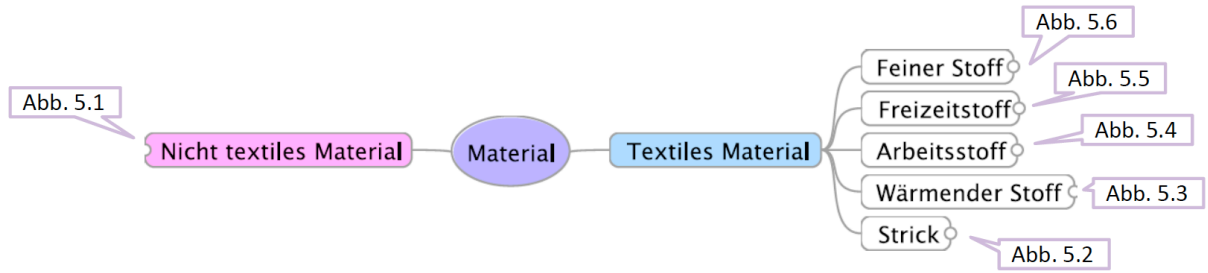 Abb. 5.6
Feiner Stoff
Abb. 5.5
Abb. 5.1
Freizeitstoff
Abb. 5.4
Nicht textiles Material
Material
Textiles Material
Arbeitsstoff
Wärmender Stoff
Abb. 5.3
Strick
Abb. 5.2